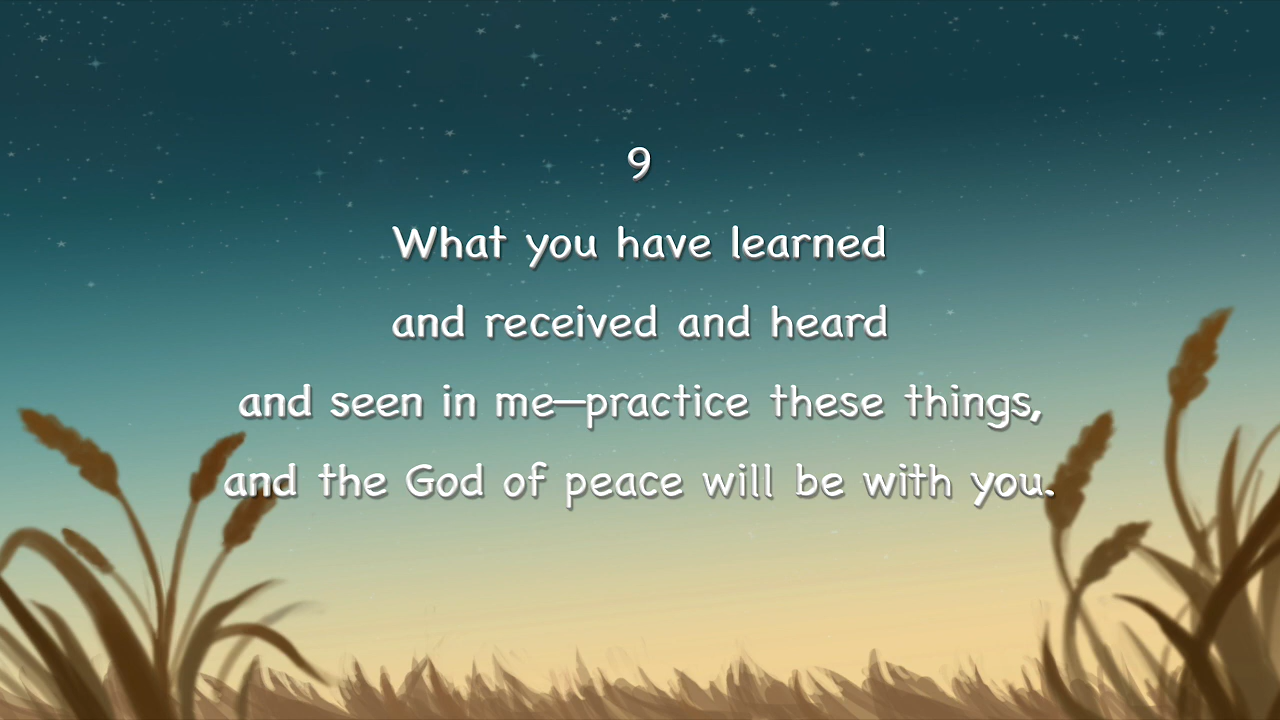 9
What you have learned
and received and heard
and seen in me—practice these things,
and the God of peace will be with you.